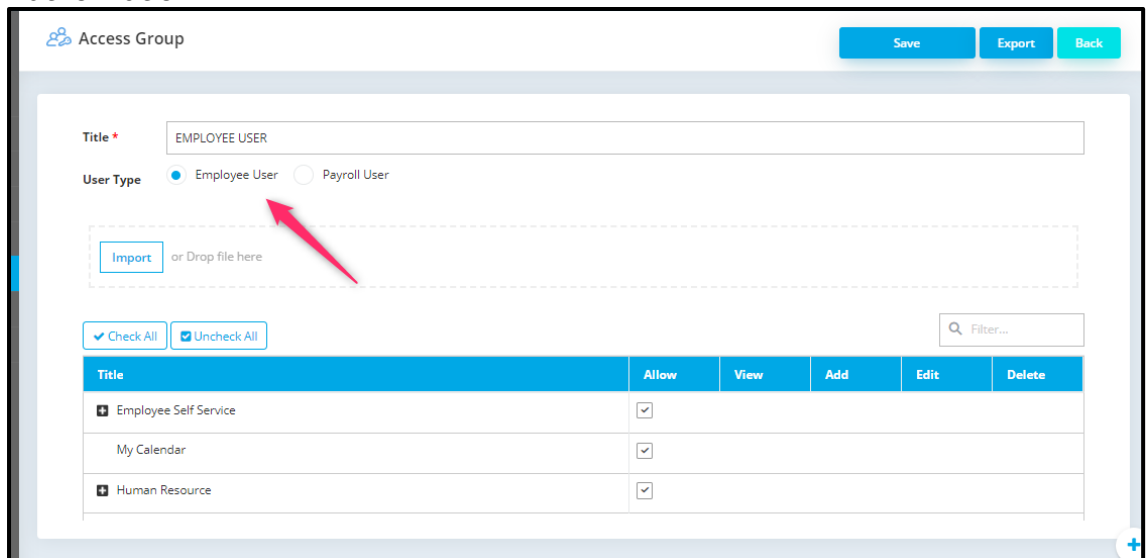 Access Group
Save Export Back
Title * EMPLOYEE USER
User Type Employee User Payroll User
Import or Drop file here
Check All Uncheck All Filter...
Title Allow View Add Edit Delete
Employee Self Service
My Calendar
Human Resource